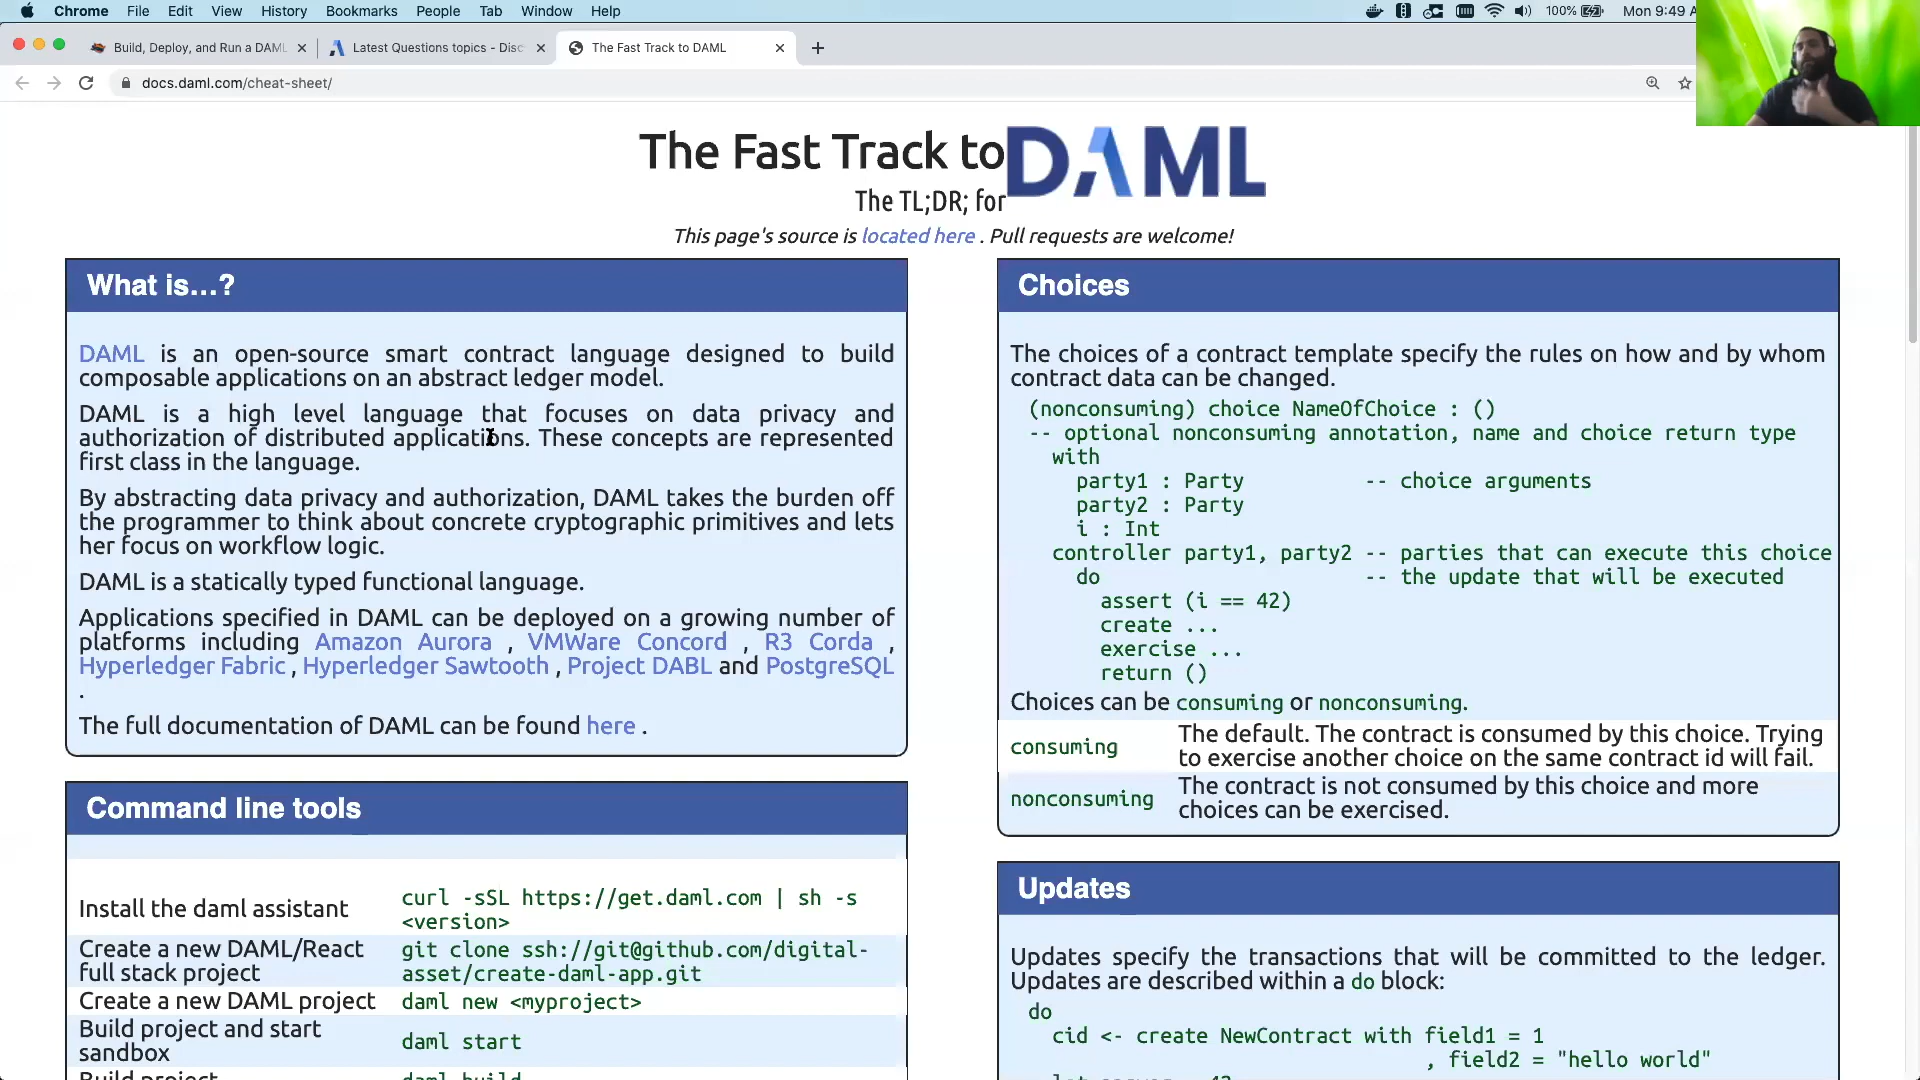 Chrome File Edit View History Bookmarks People Tab Window Help 100% Mon 9:49 A
Build, Deploy, and Run a DAML
Latest Questions topics - Disc
The Fast Track to DAML
docs.daml.com/cheat-sheet/
The Fast Track to DAML
The TL;DR; for
This page's source is located here . Pull requests are welcome!
What is...?
DAML is an open-source smart contract language designed to build
composable applications on an abstract ledger model.
DAML is a high level language that focuses on data privacy and
authorization of distributed applications. These concepts are represented
first class in the language.
By abstracting data privacy and authorization, DAML takes the burden off
the programmer to think about concrete cryptographic primitives and lets
her focus on workflow logic.
DAML is a statically typed functional language.
Applications specified in DAML can be deployed on a growing number of
platforms including Amazon Aurora , VMWare Concord , R3 Corda ,
Hyperledger Fabric , Hyperledger Sawtooth , Project DABL and PostgreSQL
.
The full documentation of DAML can be found here .
Command line tools
Install the daml assistant
curl -sSL https://get.daml.com | sh -s
<version>
Create a new DAML/React
full stack project
git clone ssh://git@github.com/digital-
asset/create-daml-app.git
Create a new DAML project
daml new <myproject>
Build project and start
sandbox
daml start
Build project
daml build
Choices
The choices of a contract template specify the rules on how and by whom
contract data can be changed.
(nonconsuming) choice NameOfChoice : ()
-- optional nonconsuming annotation, name and choice return type
with
party1 : Party -- choice arguments
party2 : Party
i : Int
controller party1, party2 -- parties that can execute this choice
do -- the update that will be executed
assert (i == 42)
create ...
exercise ...
return ()
Choices can be consuming or nonconsuming.
consuming
The default. The contract is consumed by this choice. Trying
to exercise another choice on the same contract id will fail.
nonconsuming
The contract is not consumed by this choice and more
choices can be exercised.
Updates
Updates specify the transactions that will be committed to the ledger.
Updates are described within a do block:
do
cid <- create NewContract with field1 = 1
, field2 = "hello world"